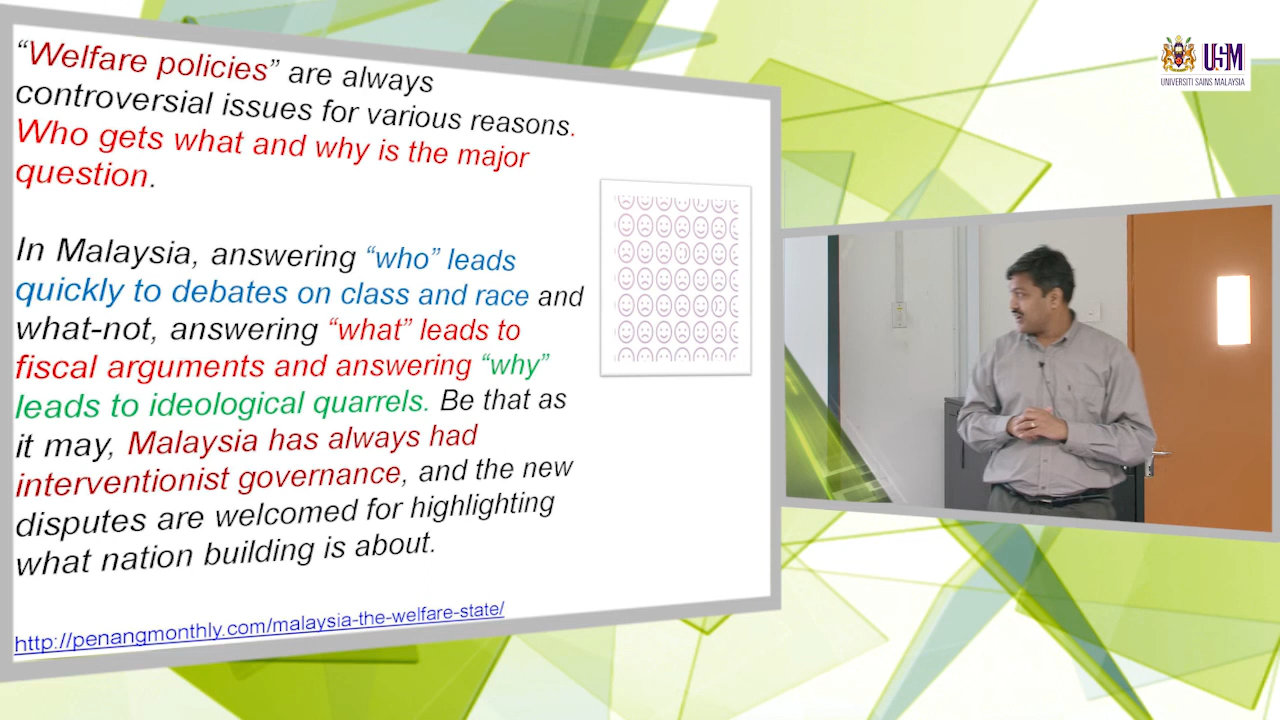 “Welfare policies” are always
controversial issues for various reasons.
Who gets what and why is the major
question.
In Malaysia, answering “who” leads
quickly to debates on class and race and
what-not, answering “what” leads to
fiscal arguments and answering “why”
leads to ideological quarrels. Be that as
it may, Malaysia has always had
interventionist governance, and the new
disputes are welcomed for highlighting
what nation building is about.
http://penangmonthly.com/malaysia-the-welfare-state/
USM
UNIVERSITI SAINS MALAYSIA